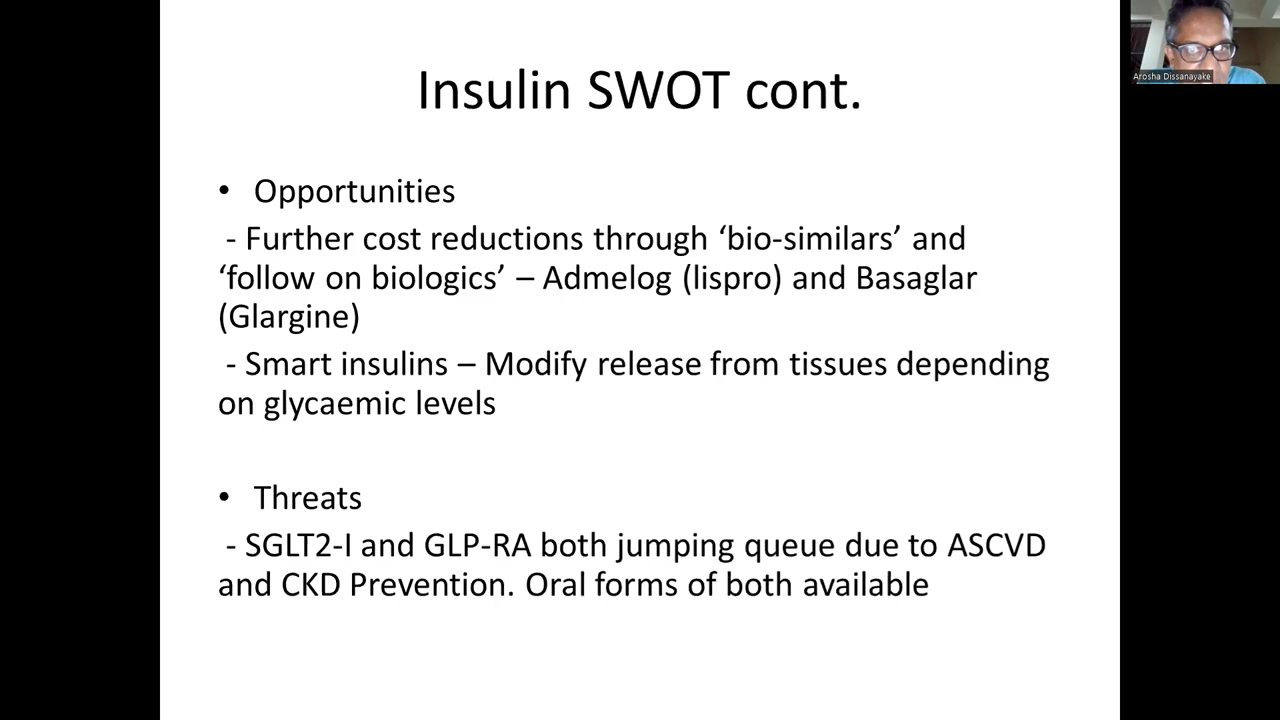 Insulin SWOT cont.
Arosha Dissanayake
• Opportunities
- Further cost reductions through ‘bio-similars’ and
‘follow on biologics’ – Admelog (lispro) and Basaglar
(Glargine)
- Smart insulins – Modify release from tissues depending
on glycaemic levels
• Threats
- SGLT2-I and GLP-RA both jumping queue due to ASCVD
and CKD Prevention. Oral forms of both available